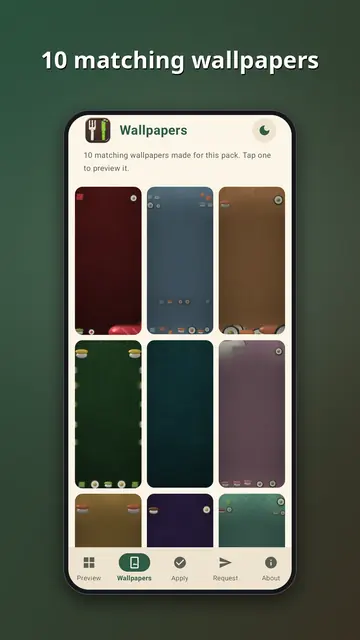 10 matching wallpapers
Wallpapers
10 matching wallpapers made for this pack. Tap one
to preview it.
Preview
Wallpapers
Apply
Request
About